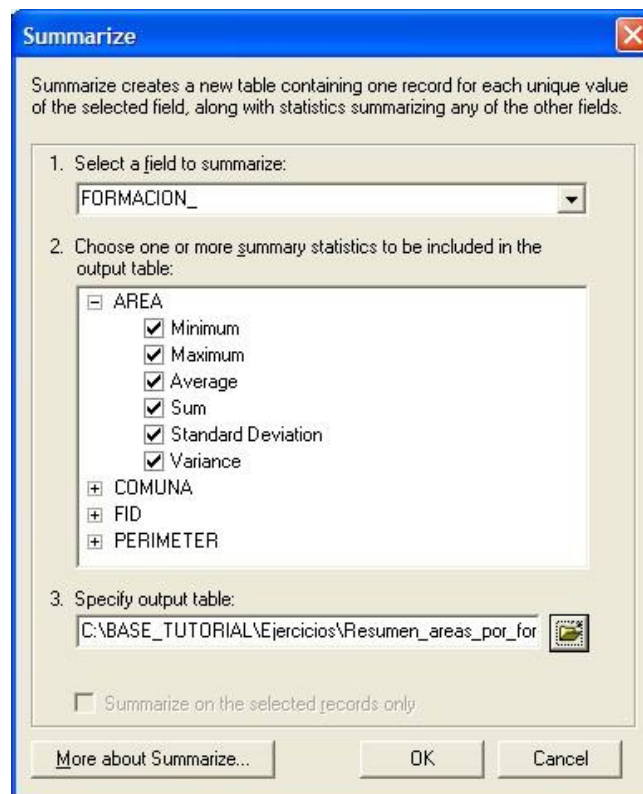 Summarize
Summarize creates a new table containing one record for each unique value
of the selected field, along with statistics summarizing any of the other fields.
1. Select a field to summarize:
FORMACION_
2. Choose one or more summary statistics to be included in the
output table:
AREA
Minimum
Maximum
Average
Sum
Standard Deviation
Variance
COMUNA
FID
PERIMETER
3. Specify output table:
C:\BASE_TUTORIAL\Ejercicios\Resumen_areas_por_for
Summarize on the selected records only
More about Summarize... OK Cancel